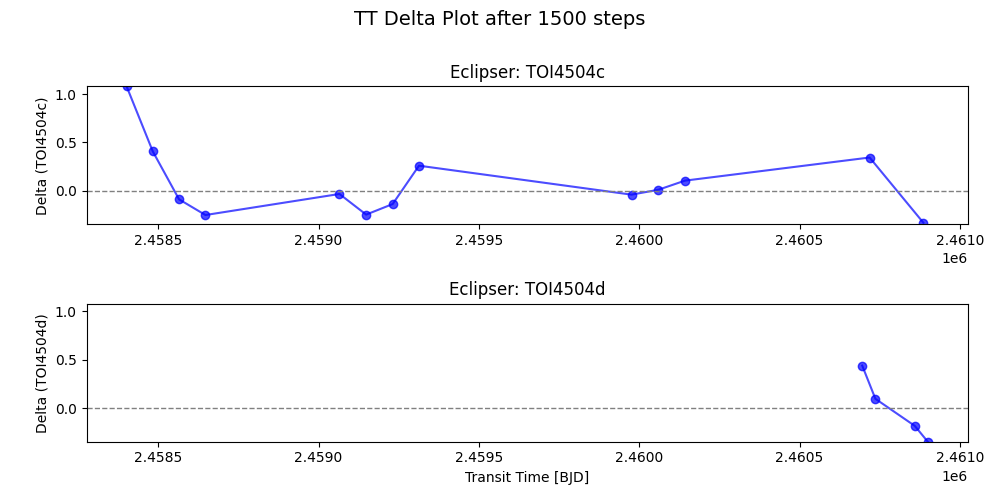 TT Delta Plot after 1500 steps
Eclipser: TOI4504c
Delta (TOI4504c)
1.0
0.5
0.0
2.4585 2.4590 2.4595 2.4600 2.4605 2.4610
1e6
Eclipser: TOI4504d
Delta (TOI4504d)
1.0
0.5
0.0
2.4585 2.4590 2.4595 2.4600 2.4605 2.4610
1e6
Transit Time [BJD]